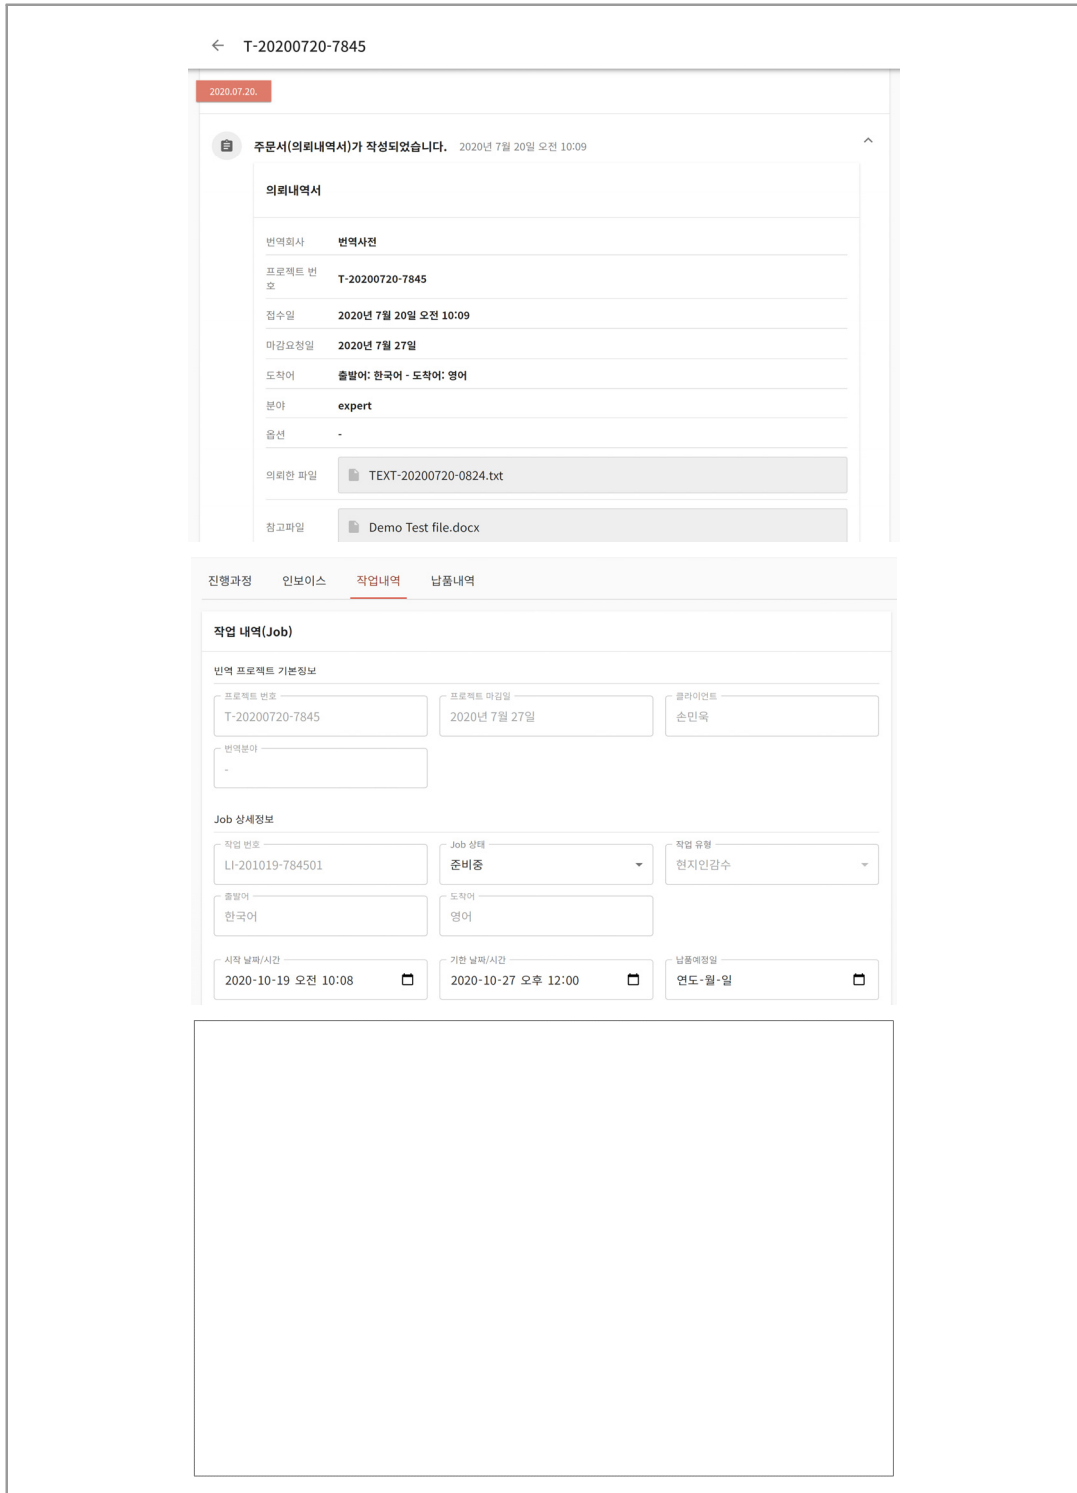 ← T-20200720-7845
2020.07.20.
주문서(의뢰내역서)가 작성되었습니다. 2020년 7월 20일 오전 10:09
의뢰내역서
번역회사 번역사전
프로젝트 번
호
T-20200720-7845
접수일 2020년 7월 20일 오전 10:09
마감요청일 2020년 7월 27일
도착어 출발어: 한국어 - 도착어: 영어
분야 expert
옵션 -
의뢰한 파일 TEXT-20200720-0824.txt
참고파일 Demo Test file.docx
진행과정 인보이스 작업내역 납품내역
작업 내역(Job)
번역 프로젝트 기본정보
프로젝트 번호 프로젝트 마감일 클라이언트
T-20200720-7845 2020년 7월 27일 손민욱
번역분야
-
Job 상세정보
작업 번호 Job 상태 작업 유형
LI-201019-784501 준비중 현지인감수
출발어 도착어
한국어 영어
시작 날짜/시간 기한 날짜/시간 납품예정일
2020-10-19 오전 10:08 2020-10-27 오후 12:00 연도-월-일